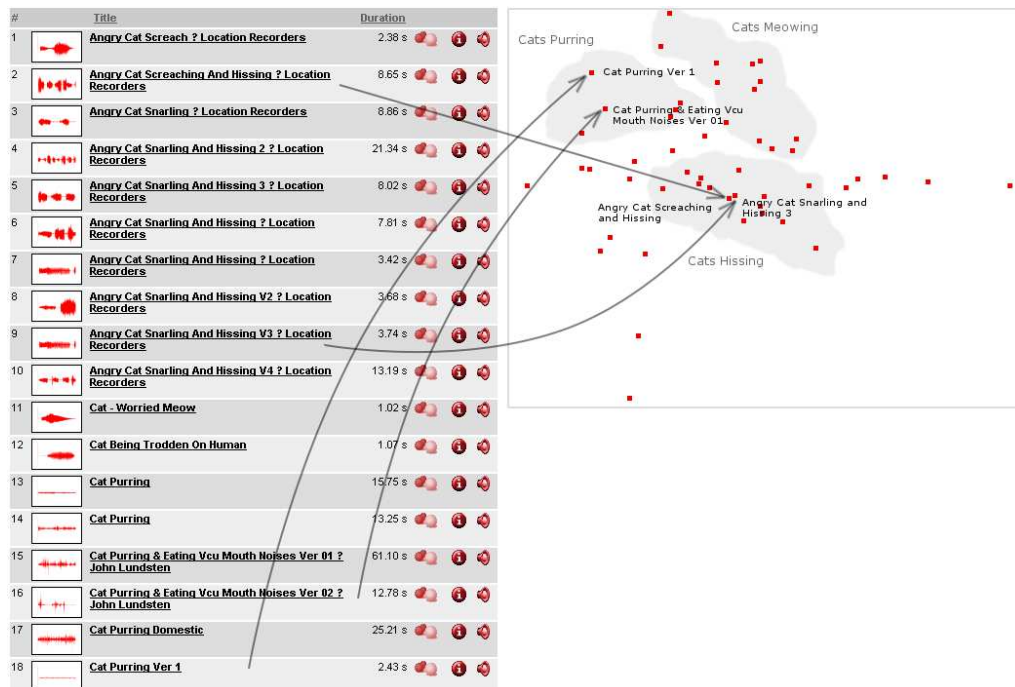 # Title Duration
1 Angry Cat Screach ? Location Recorders 2.38 s
2 Angry Cat Screaching And Hissing ? Location 8.65 s
Recorders
3 Angry Cat Snarling ? Location Recorders 8.86 s
4 Angry Cat Snarling And Hissing 2 ? Location 21.34 s
Recorders
5 Angry Cat Snarling And Hissing 3 ? Location 8.02 s
Recorders
6 Angry Cat Snarling And Hissing ? Location 7.81 s
Recorders
7 Angry Cat Snarling And Hissing ? Location 3.42 s
Recorders
8 Angry Cat Snarling And Hissing V2 ? Location 3.68 s
Recorders
9 Angry Cat Snarling And Hissing V3 ? Location 3.74 s
Recorders
10 Angry Cat Snarling And Hissing V4 ? Location 13.19 s
Recorders
11 Cat - Worried Meow 1.02 s
12 Cat Being Trodden On Human 1.07 s
13 Cat Purring 15.75 s
14 Cat Purring 13.25 s
15 Cat Purring & Eating Vcu Mouth Noises Ver 01 ? 61.10 s
John Lundsten
16 Cat Purring & Eating Vcu Mouth Noises Ver 02 ? 12.78 s
John Lundsten
17 Cat Purring Domestic 25.21 s
18 Cat Purring Ver 1 2.43 s
Cats Purring
Cats Meowing
Cat Purring Ver 1
Cat Purring & Eating Vcu
Mouth Noises Ver 01
Angry Cat Screaching
and Hissing
Angry Cat Snarling and
Hissing 3
Cats Hissing